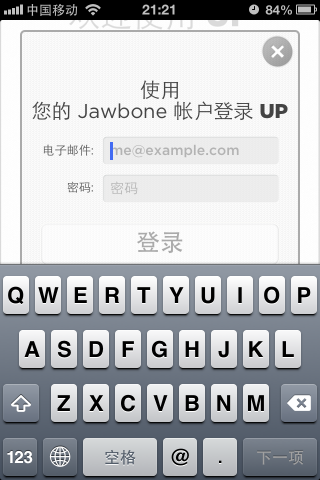 中国移动 21:21 84%
欢迎使用 UP
使用
您的 Jawbone 帐户登录 UP
电子邮件: me@example.com
密码: 密码
登录
Q W E R T Y U I O P
A S D F G H J K L
Z X C V B N M
123 空格 @ . 下一项